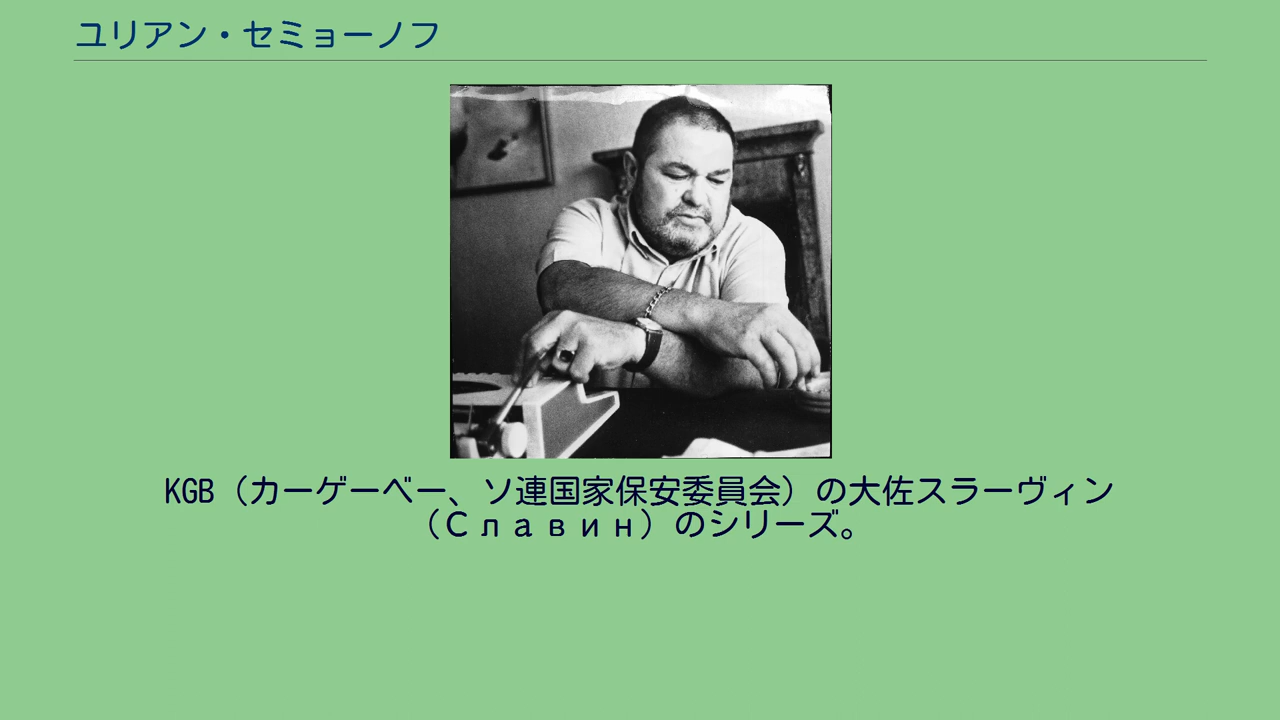 ユリアン・セミョーノフ
KGB（カーゲーベー、ソ連国家保安委員会）の大佐スラーヴィン
（Славин）のシリーズ。